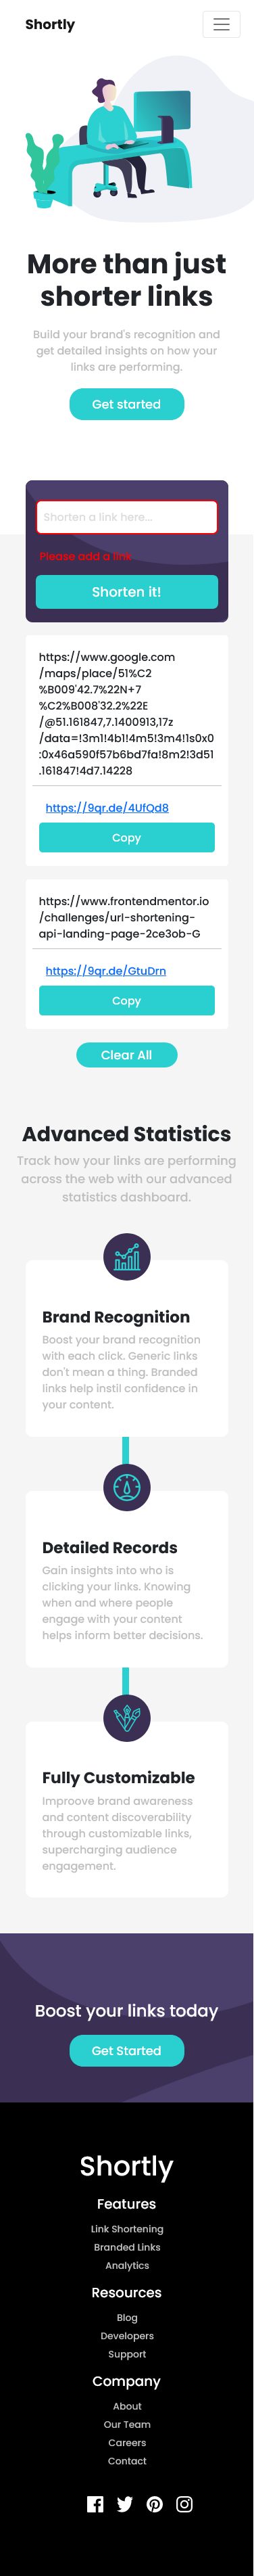 Shortly
More than just
shorter links
Build your brand's recognition and
get detailed insights on how your
links are performing.
Get started
Shorten a link here...
Please add a link
Shorten it!
https://www.google.com
/maps/place/51%C2
%B009'42.7%22N+7
%C2%B008'32.2%22E
/@51.161847,7.1400913,17z
/data=!3m1!4b1!4m5!3m4!1s0x0
:0x46a590f57b6bd7fa!8m2!3d51
.161847!4d7.14228
https://9qr.de/4UfQd8
Copy
https://www.frontendmentor.io
/challenges/url-shortening-
api-landing-page-2ce3ob-G
https://9qr.de/GtuDrn
Copy
Clear All
Advanced Statistics
Track how your links are performing
across the web with our advanced
statistics dashboard.
Brand Recognition
Boost your brand recognition
with each click. Generic links
don't mean a thing. Branded
links help instil confidence in
your content.
Detailed Records
Gain insights into who is
clicking your links. Knowing
when and where people
engage with your content
helps inform better decisions.
Fully Customizable
Improove brand awareness
and content discoverability
through customizable links,
supercharging audience
engagement.
Boost your links today
Get Started
Shortly
Features
Link Shortening
Branded Links
Analytics
Resources
Blog
Developers
Support
Company
About
Our Team
Careers
Contact